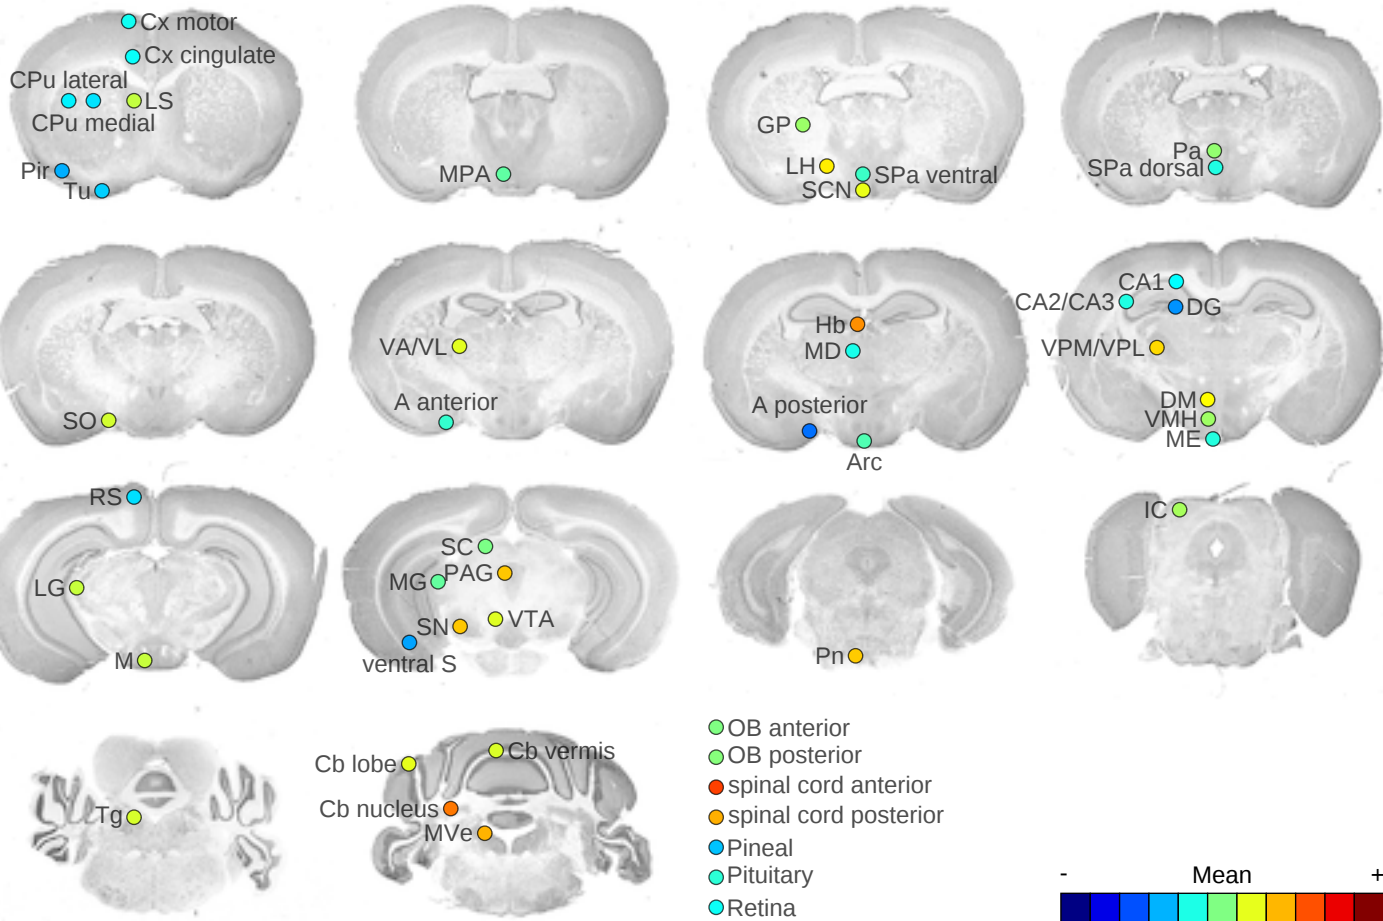 Cx motor
Cx cingulate
CPu lateral
LS
CPu medial
Pir
Tu
MPA
GP
LH
SPa ventral
SCN
Pa
SPa dorsal
SO
VA/VL
A anterior
Hb
MD
A posterior
Arc
CA1
CA2/CA3
DG
VPM/VPL
DM
VMH
ME
RS
LG
M
SC
MG
PAG
SN
VTA
ventral S
Pn
IC
Tg
Cb lobe
Cb vermis
Cb nucleus
MVe
OB anterior
OB posterior
spinal cord anterior
spinal cord posterior
Pineal
Pituitary
Retina
- Mean +